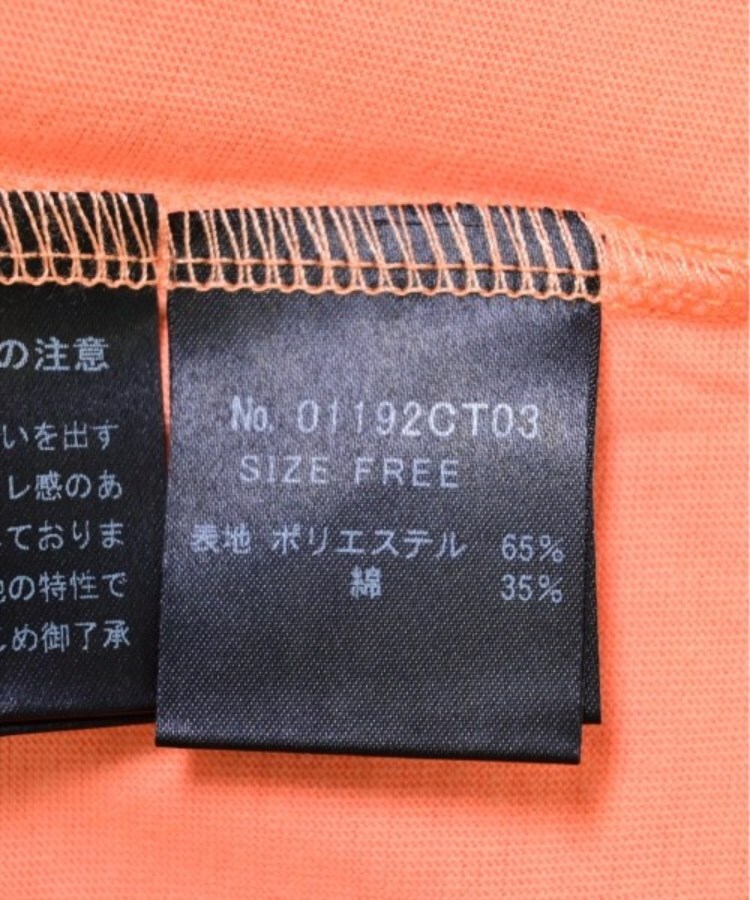 の注意
いを出す
レ感のあ
ておりま
の特性で
め御了承
No. 01192CT03
SIZE FREE
表地 ポリエステル 65%
綿 35%